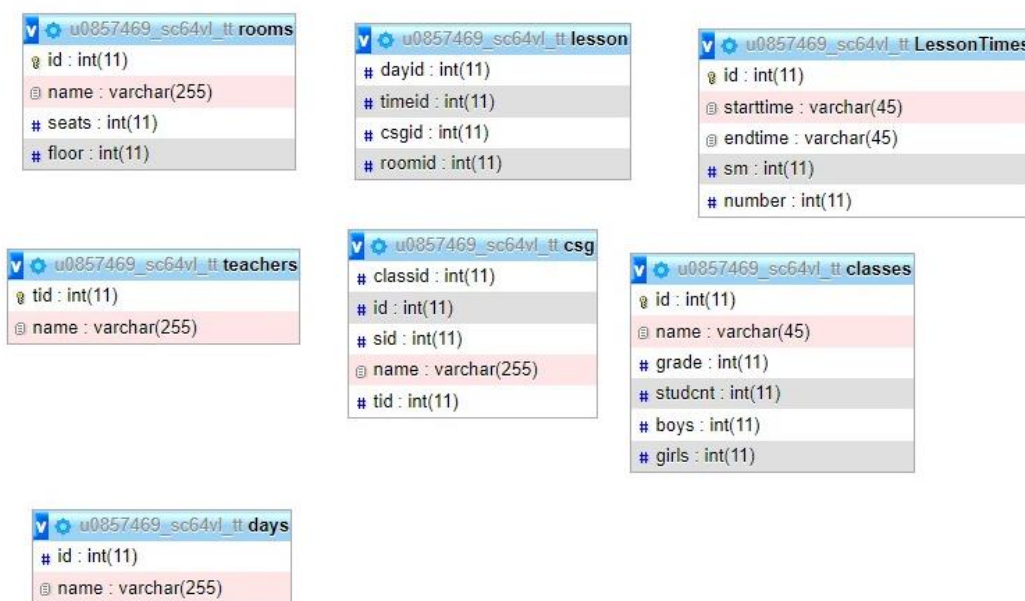 u0857469_sc64vl_tt rooms
id : int(11)
name : varchar(255)
# seats : int(11)
# floor : int(11)
u0857469_sc64vl_tt lesson
# dayid : int(11)
# timeid : int(11)
# csgid : int(11)
# roomid : int(11)
u0857469_sc64vl_tt LessonTimes
id : int(11)
starttime : varchar(45)
endtime : varchar(45)
# sm : int(11)
# number : int(11)
u0857469_sc64vl_tt teachers
tid : int(11)
name : varchar(255)
u0857469_sc64vl_tt csg
# classid : int(11)
# id : int(11)
# sid : int(11)
name : varchar(255)
# tid : int(11)
u0857469_sc64vl_tt classes
id : int(11)
name : varchar(45)
# grade : int(11)
# studcnt : int(11)
# boys : int(11)
# girls : int(11)
u0857469_sc64vl_tt days
# id : int(11)
name : varchar(255)